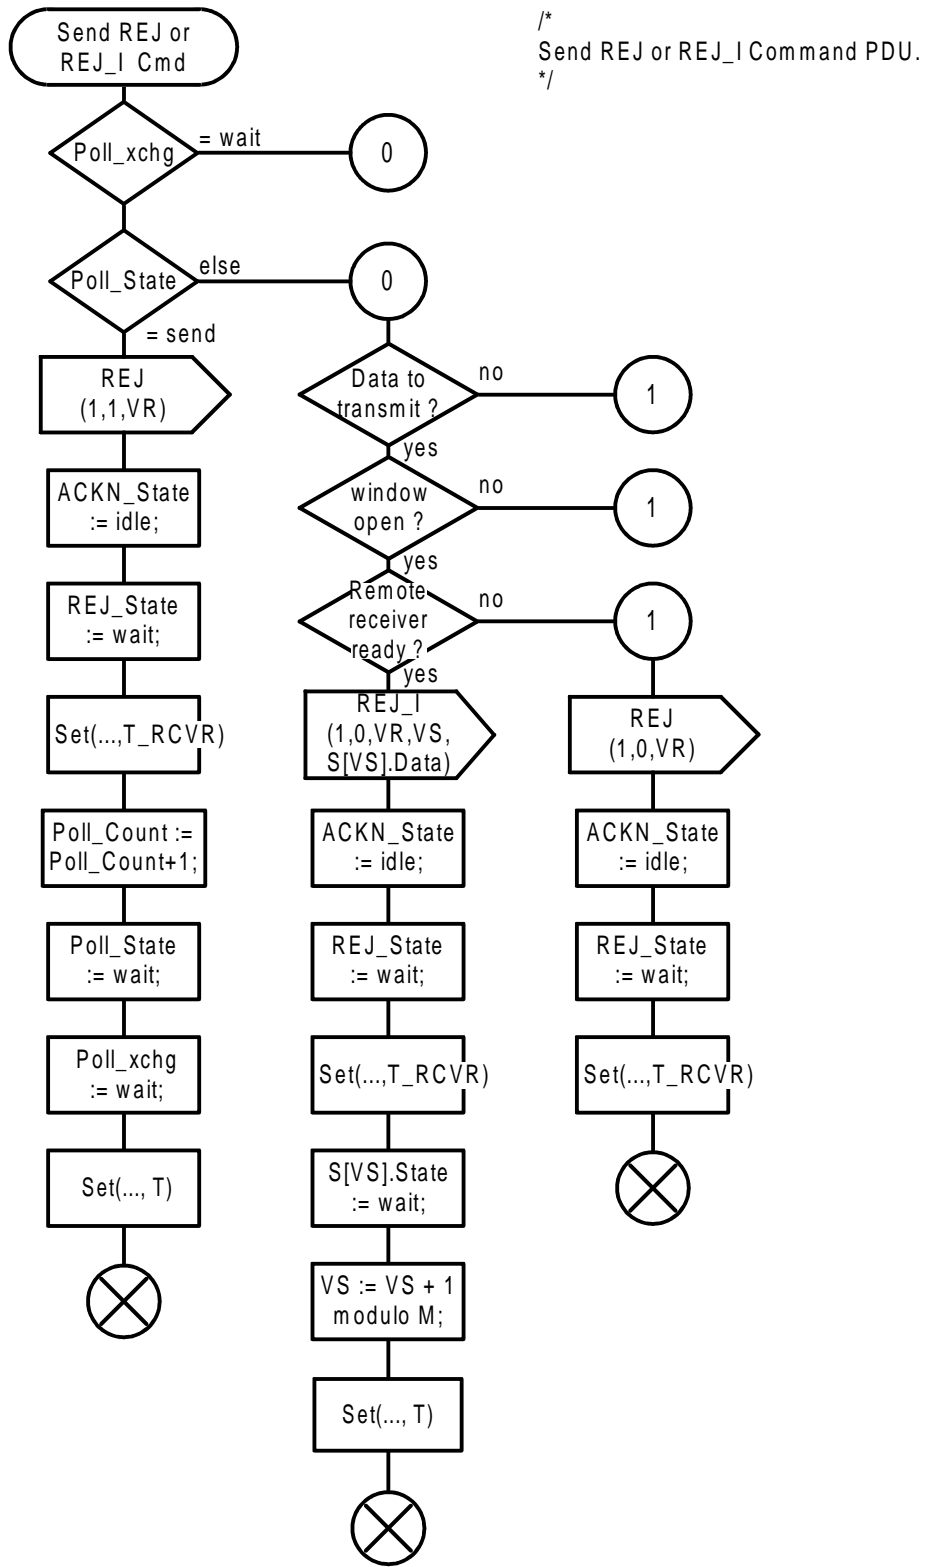 Send REJ or
REJ_I Cmd
/*
Send REJ or REJ_I Command PDU.
*/
Poll_xchg
= wait
0
Poll_State
else
0
= send
REJ
(1,1,VR)
ACKN_State
:= idle;
REJ_State
:= wait;
Set(...,T_RCVR)
Poll_Count :=
Poll_Count+1;
Poll_State
:= wait;
Poll_xchg
:= wait;
Set(..., T)
Data to
transmit ?
no
1
yes
window
open ?
no
1
yes
Remote
receiver
ready ?
no
1
yes
REJ_I
(1,0,VR,VS,
S[VS].Data)
ACKN_State
:= idle;
REJ_State
:= wait;
Set(...,T_RCVR)
S[VS].State
:= wait;
VS := VS + 1
modulo M;
Set(..., T)
REJ
(1,0,VR)
ACKN_State
:= idle;
REJ_State
:= wait;
Set(...,T_RCVR)